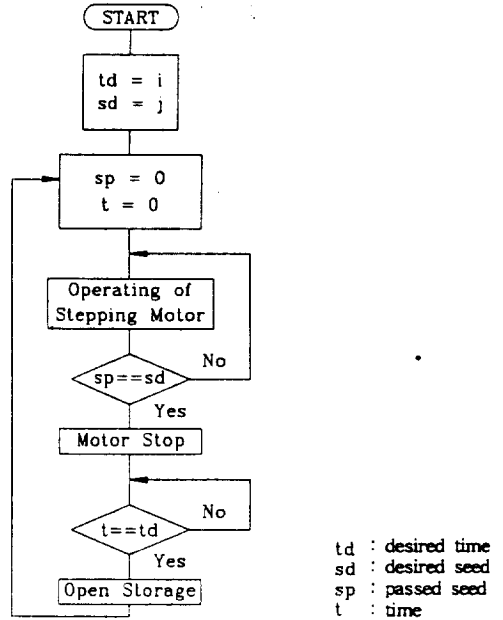 START
td = i
sd = j
sp = 0
t = 0
Operating of
Stepping Motor
sp==sd
No
Yes
Motor Stop
t==td
No
Yes
Open Storage
td : desired time
sd : desired seed
sp : passed seed
t : time